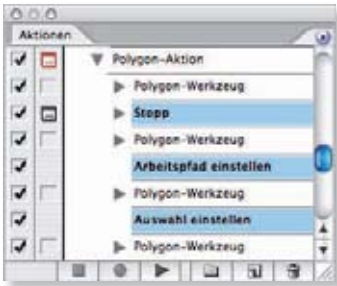 Aktionen
Polygon-Aktion
Polygon-Werkzeug
Stopp
Polygon-Werkzeug
Arbeitspfad einstellen
Polygon-Werkzeug
Auswahl einstellen
Polygon-Werkzeug